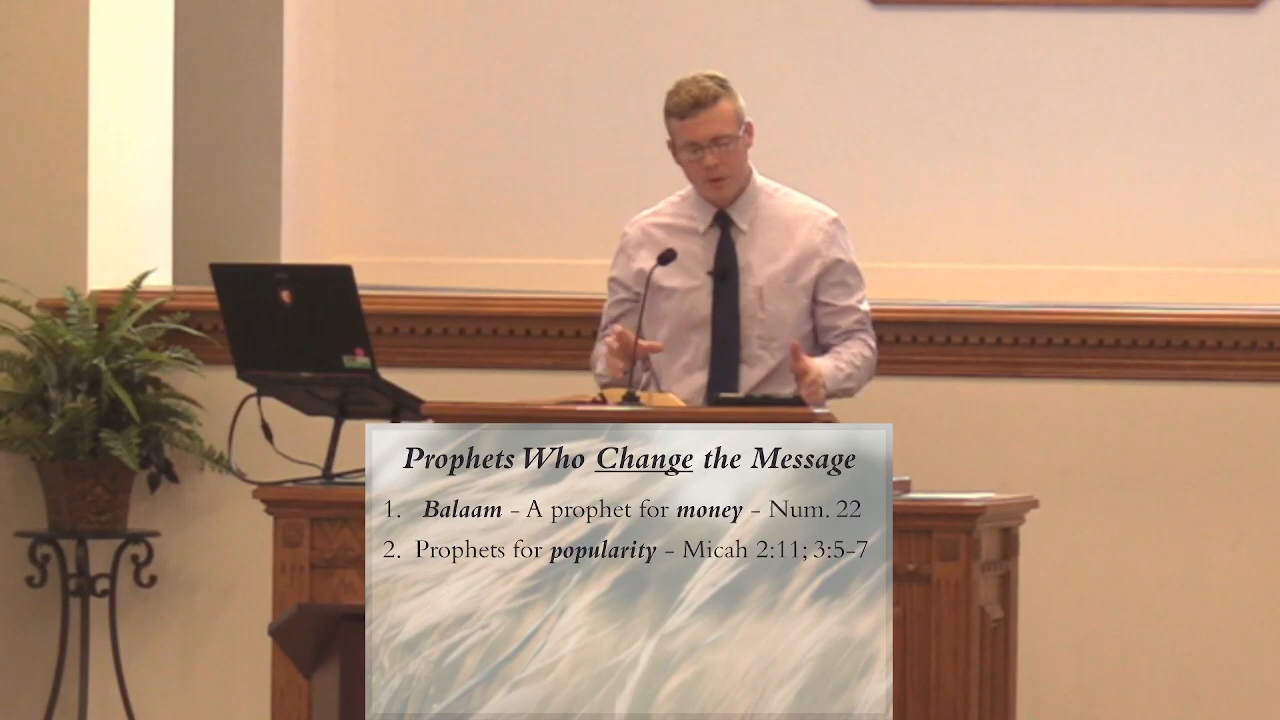 Prophets Who Change the Message
1. Balaam - A prophet for money - Num. 22
2. Prophets for popularity - Micah 2:11; 3:5-7